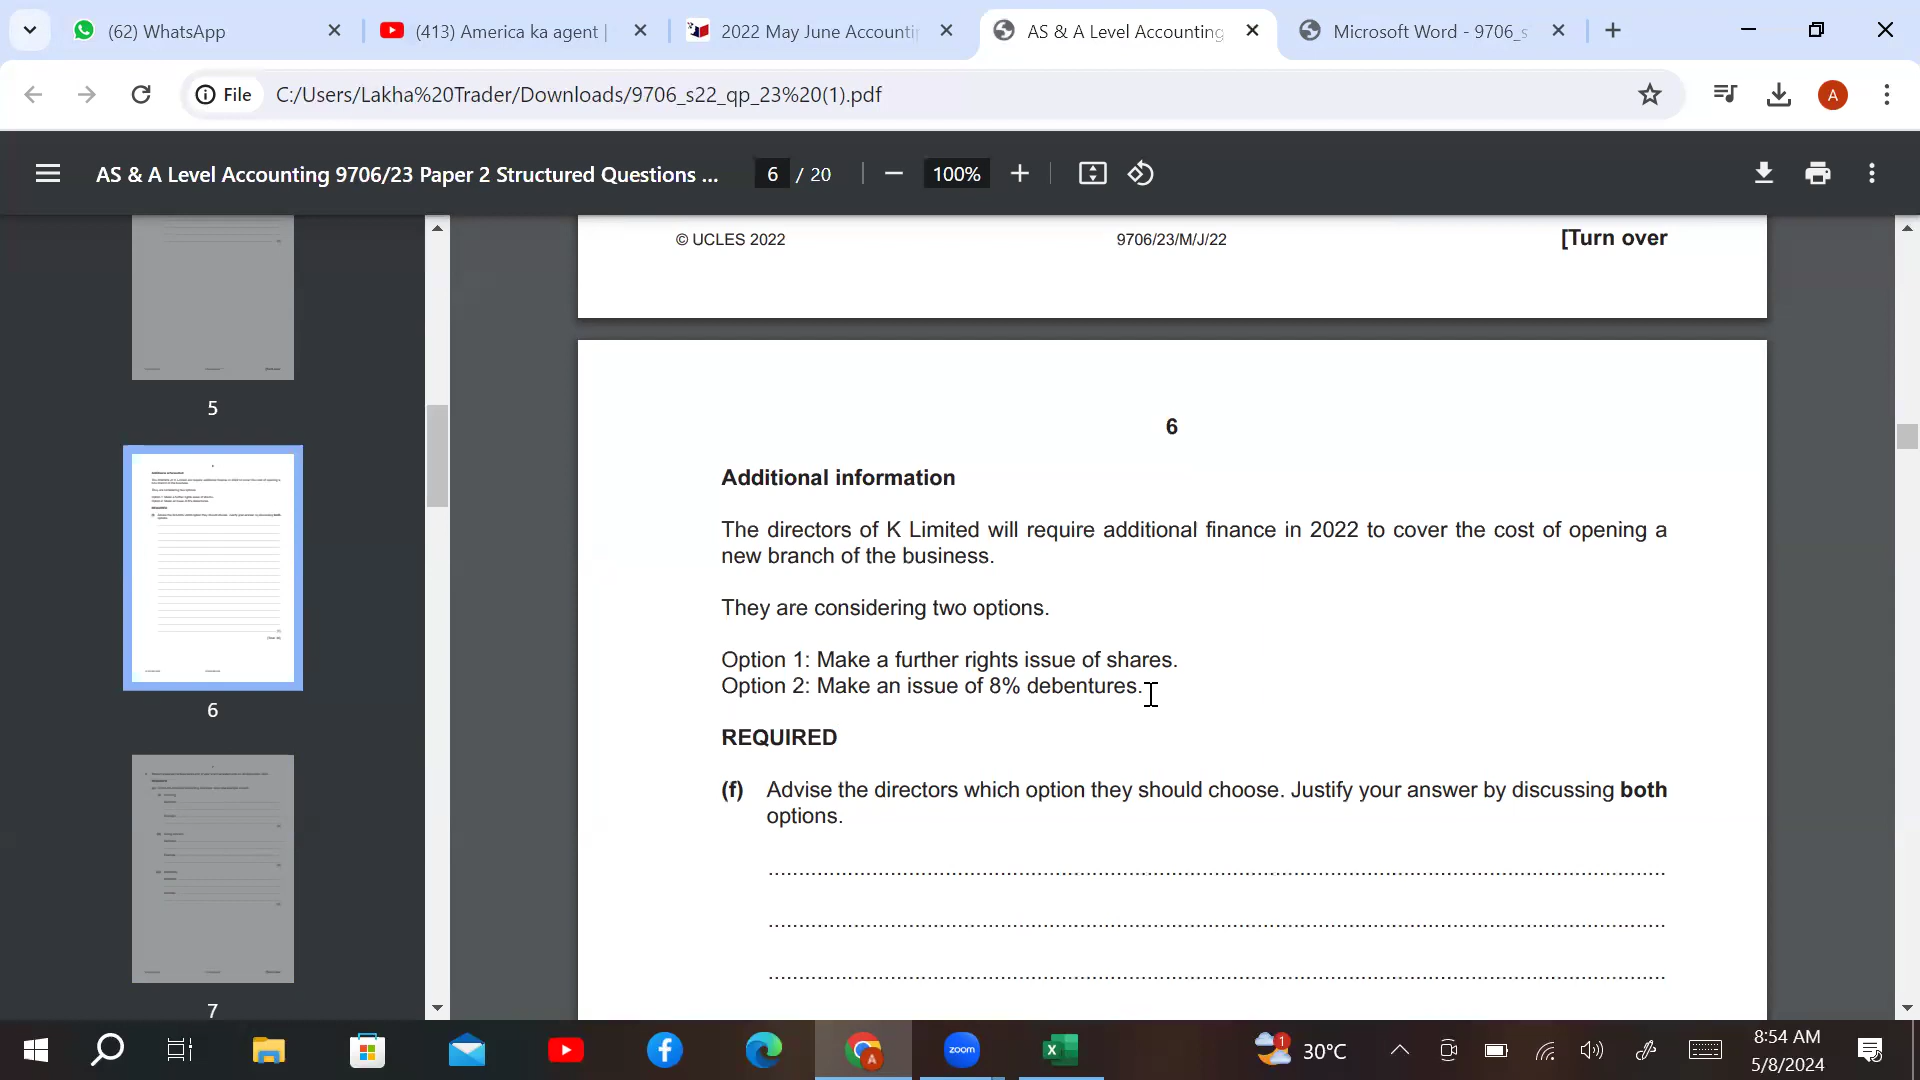 (62) WhatsApp
(413) America ka agent |
2022 May June Accounti
AS & A Level Accounting
Microsoft Word - 9706_s
File
C:/Users/Lakha%20Trader/Downloads/9706_s22_qp_23%20(1).pdf
A
AS & A Level Accounting 9706/23 Paper 2 Structured Questions ...
6 / 20
100%
5
6
7
© UCLES 2022
9706/23/M/J/22
[Turn over
6
Additional information
The directors of K Limited will require additional finance in 2022 to cover the cost of opening a
new branch of the business.
They are considering two options.
Option 1: Make a further rights issue of shares.
Option 2: Make an issue of 8% debentures.
REQUIRED
(f) Advise the directors which option they should choose. Justify your answer by discussing both
options.
zoom
A
1
30°C
8:54 AM
5/8/2024